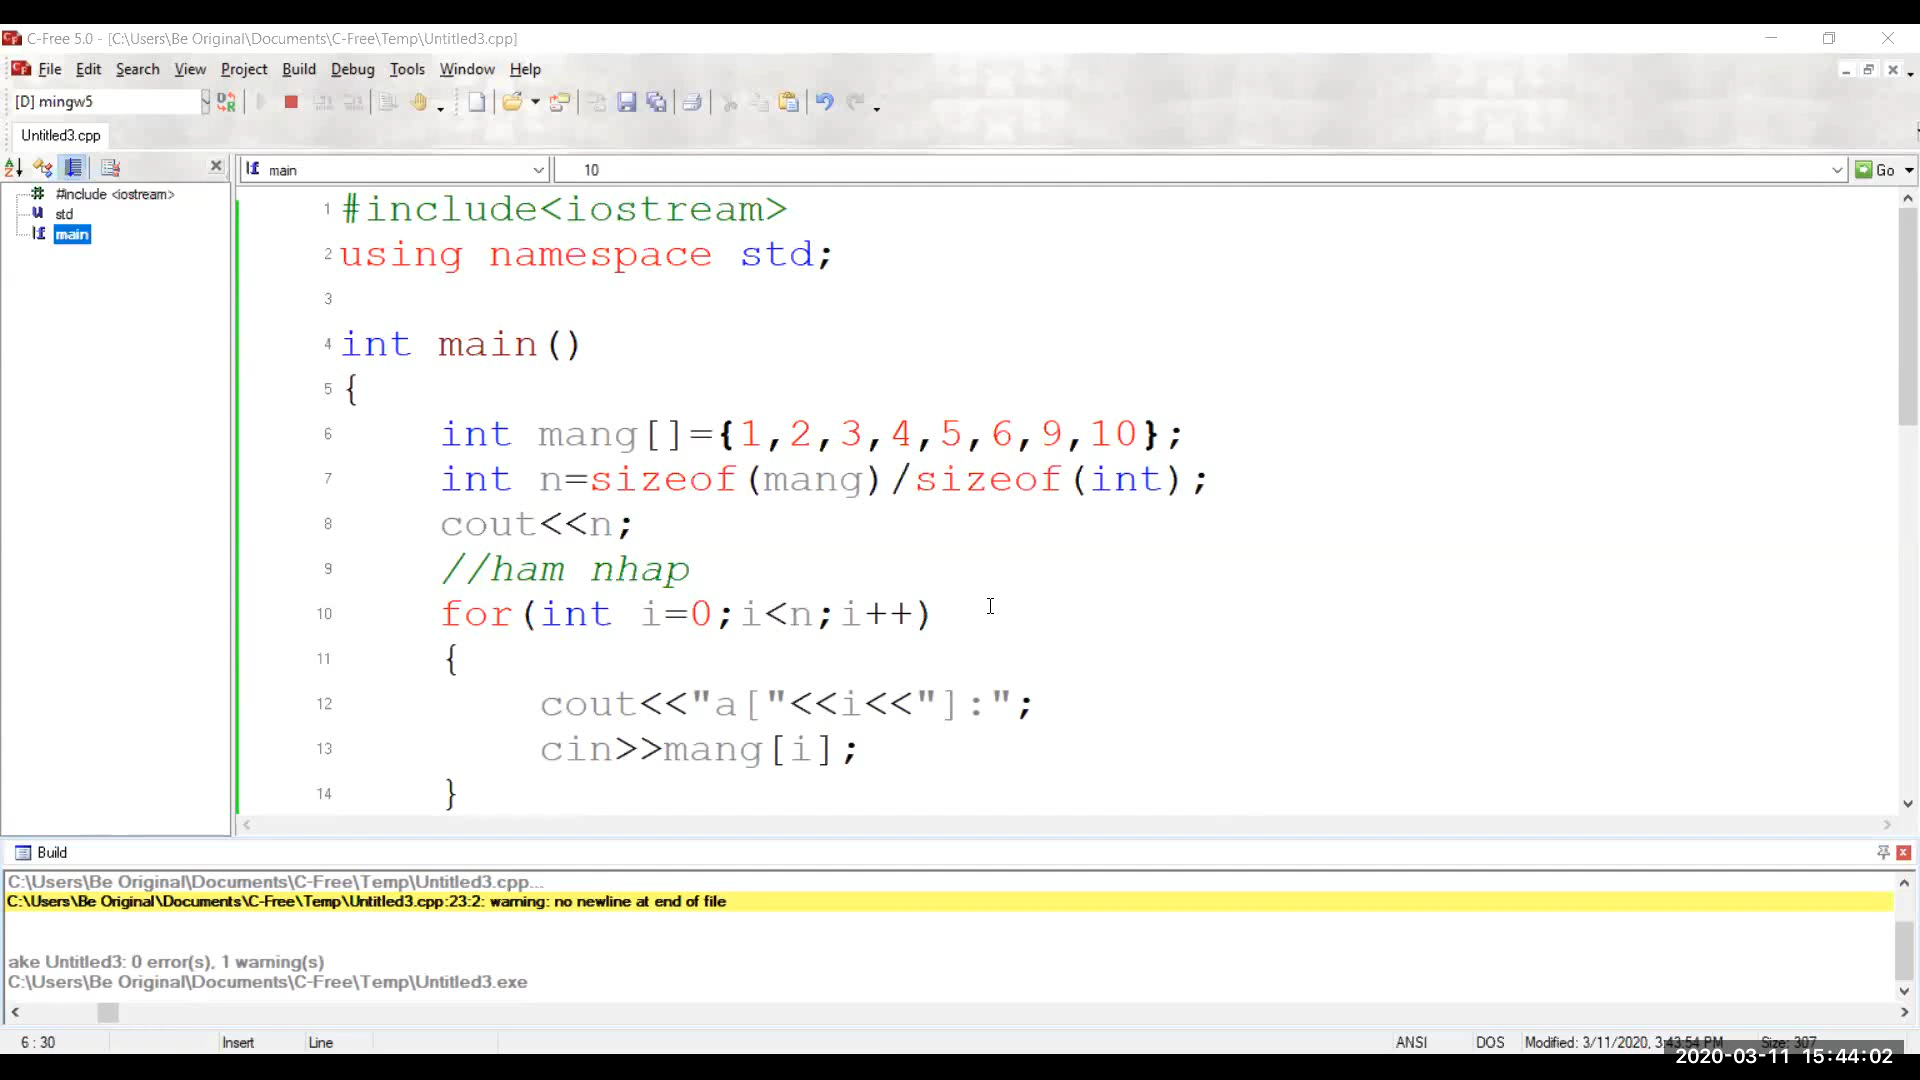 C-Free 5.0 - [C:\Users\Be Original\Documents\C-Free\Temp\Untitled3.cpp]
File Edit Search View Project Build Debug Tools Window Help
[D] mingw5
Untitled3.cpp
main 10 Go
#include <iostream>
std
main
1 #include<iostream>
2 using namespace std;
3
4 int main()
5 {
6 int mang[]={1,2,3,4,5,6,9,10};
7 int n=sizeof(mang)/sizeof(int);
8 cout<<n;
9 //ham nhap
10 for(int i=0;i<n;i++)
11 {
12 cout<<"a["<<i<<"]:";
13 cin>>mang[i];
14 }
Build
C:\Users\Be Original\Documents\C-Free\Temp\Untitled3.cpp...
C:\Users\Be Original\Documents\C-Free\Temp\Untitled3.cpp:23:2: warning: no newline at end of file
ake Untitled3: 0 error(s), 1 warning(s)
C:\Users\Be Original\Documents\C-Free\Temp\Untitled3.exe
6 : 30 Insert Line ANSI DOS Modified: 3/11/2020, 3:43:54 PM Size: 307
2020-03-11 15:44:02